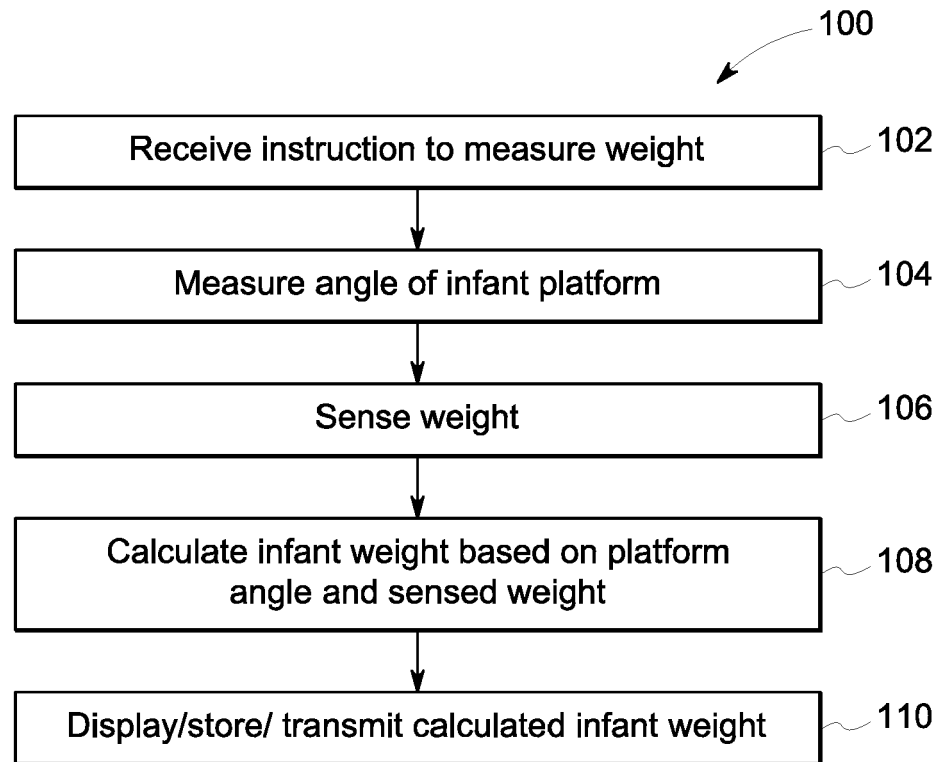 100
Receive instruction to measure weight
102
Measure angle of infant platform
104
Sense weight
106
Calculate infant weight based on platform
angle and sensed weight
108
Display/store/ transmit calculated infant weight
110